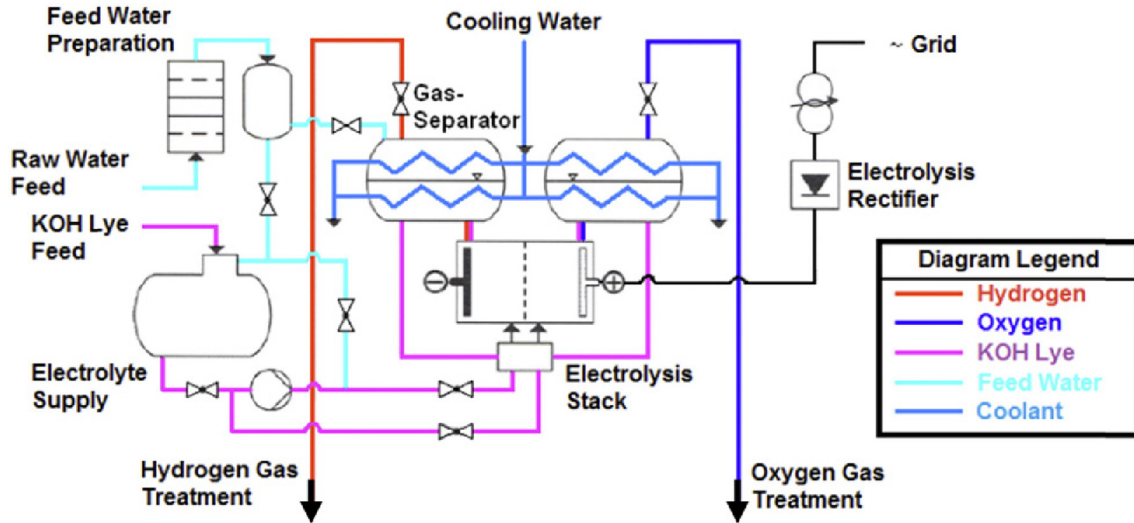 Feed Water
Preparation
Cooling Water
~ Grid
Gas-
Separator
Raw Water
Feed
Electrolysis
Rectifier
KOH Lye
Feed
Diagram Legend
Hydrogen
Oxygen
KOH Lye
Feed Water
Coolant
Electrolyte
Supply
Electrolysis
Stack
Hydrogen Gas
Treatment
Oxygen Gas
Treatment